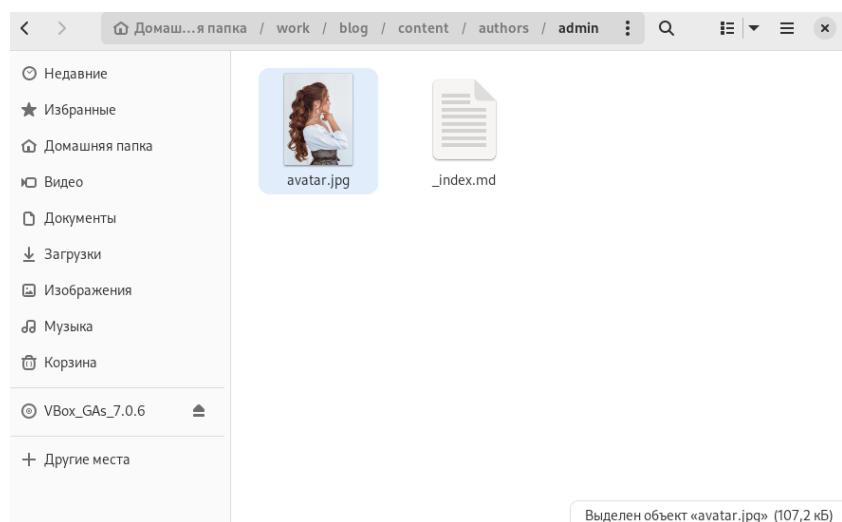 Домаш…я папка / work / blog / content / authors / admin
Недавние
Избранные
Домашняя папка
Видео
Документы
Загрузки
Изображения
Музыка
Корзина
VBox_GAs_7.0.6
Другие места
avatar.jpg
_index.md
Выделен объект «avatar.jpg» (107,2 кБ)